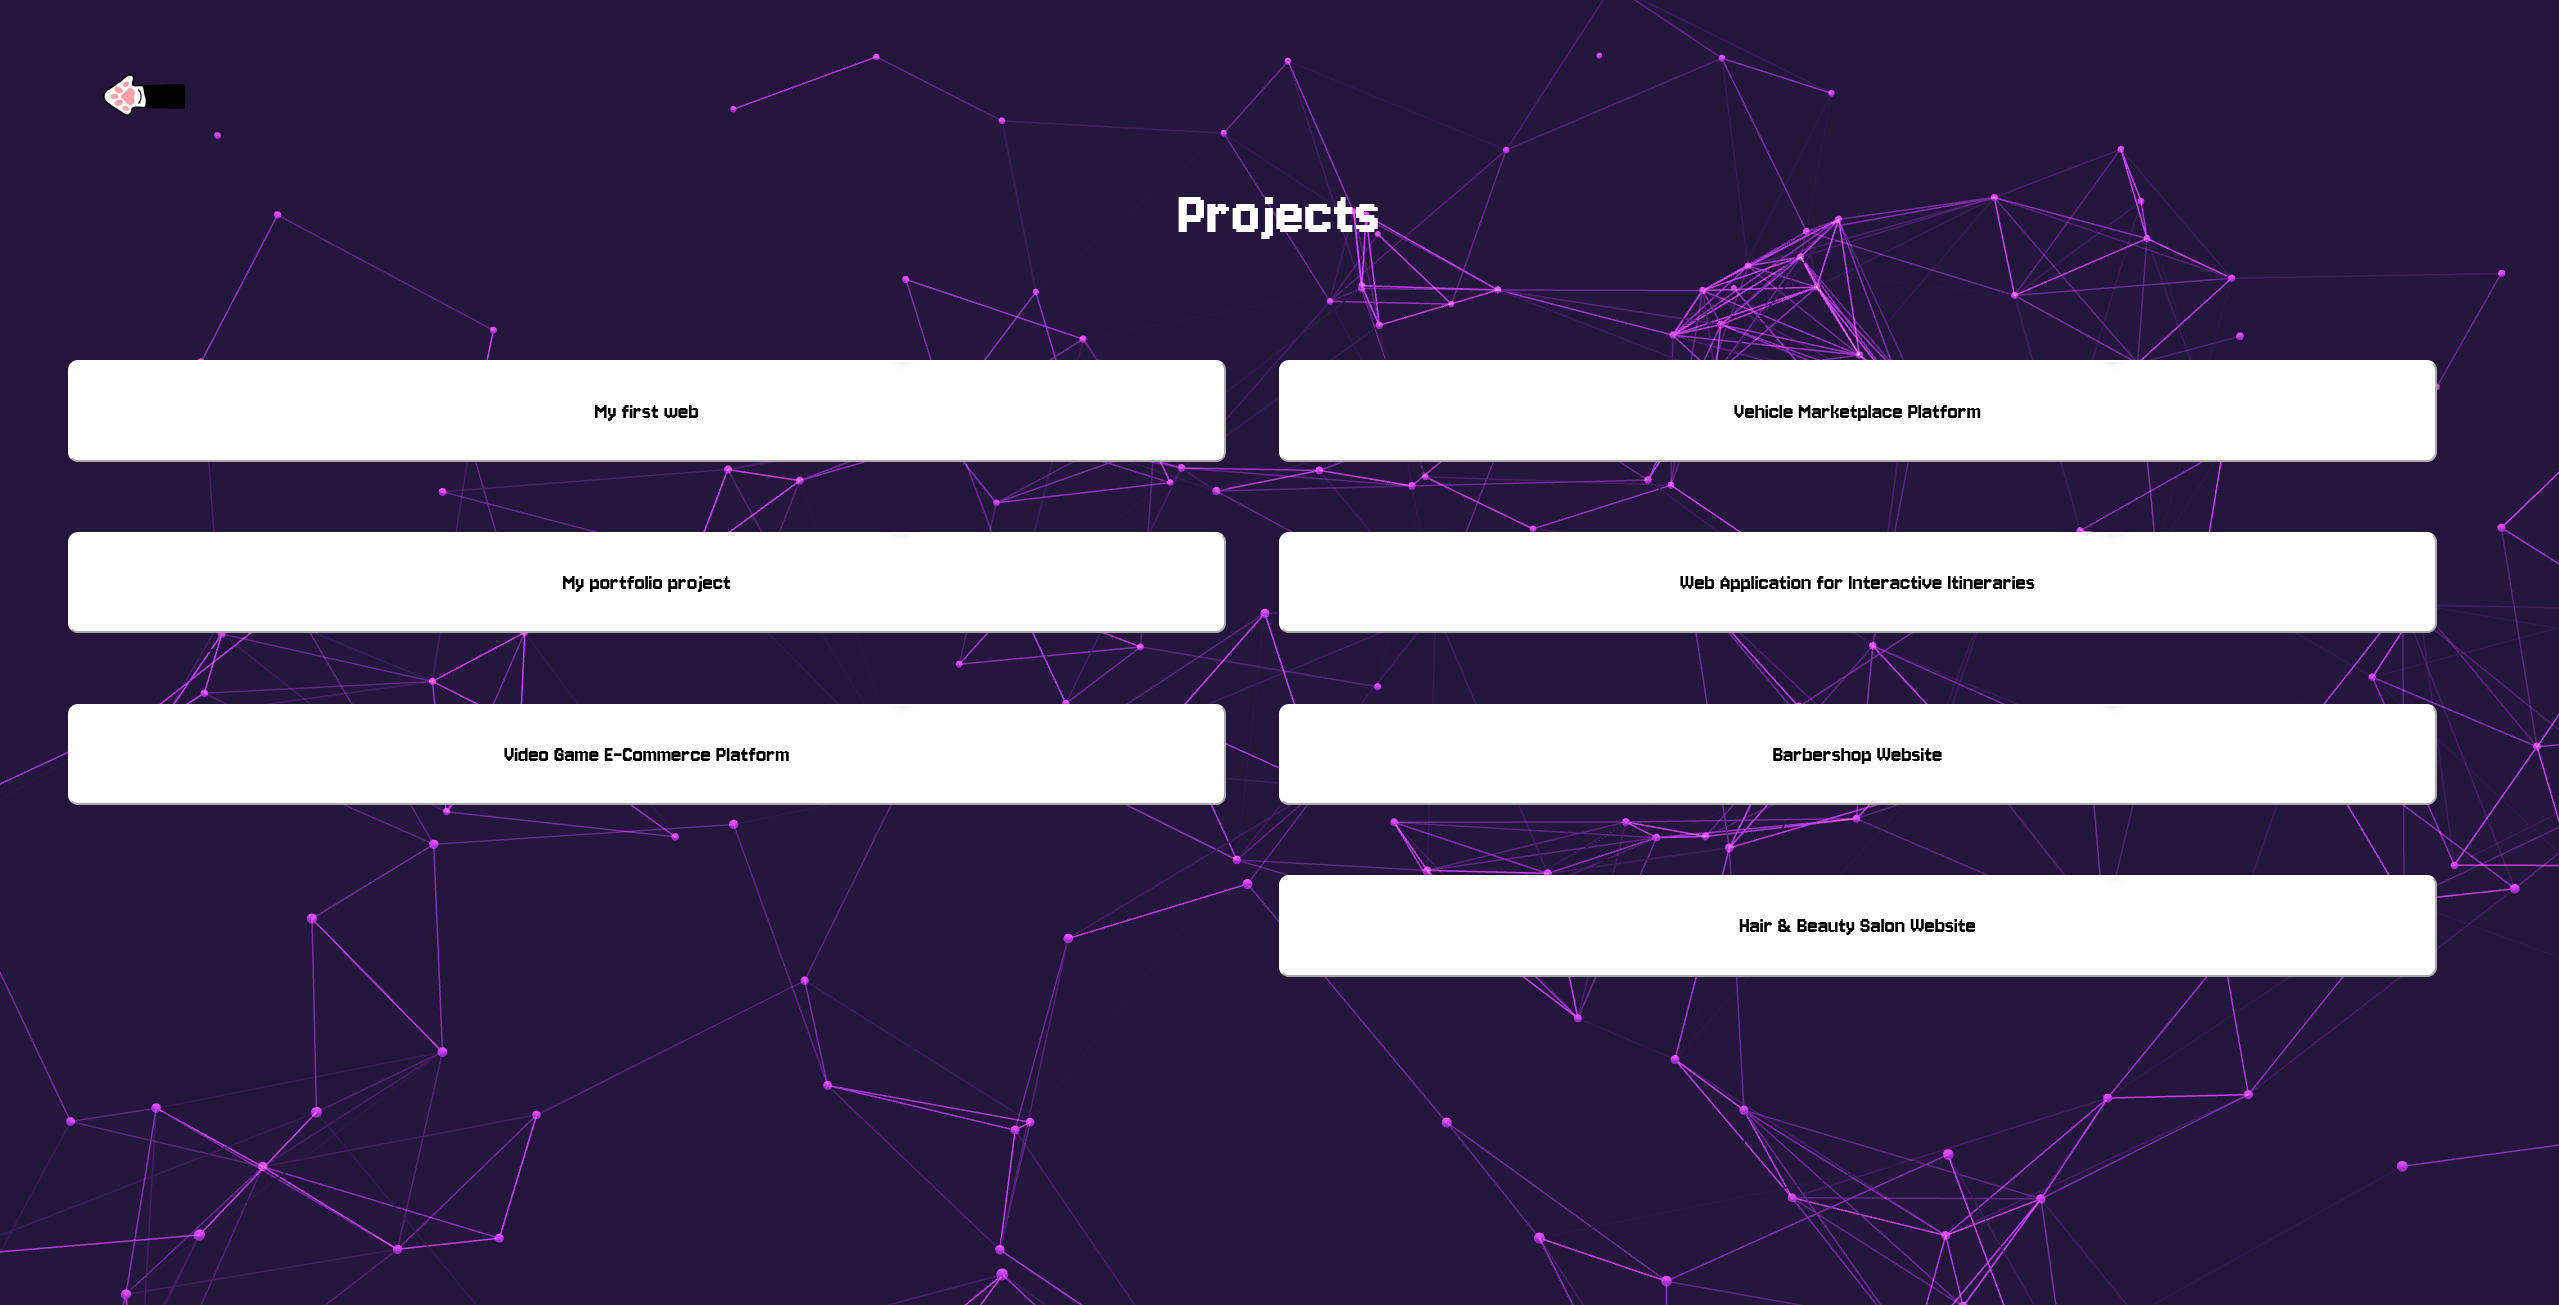 Projects
My first web
Vehicle Marketplace Platform
My portfolio project
Web Application for Interactive Itineraries
Video Game E-Commerce Platform
Barbershop Website
Hair & Beauty Salon Website